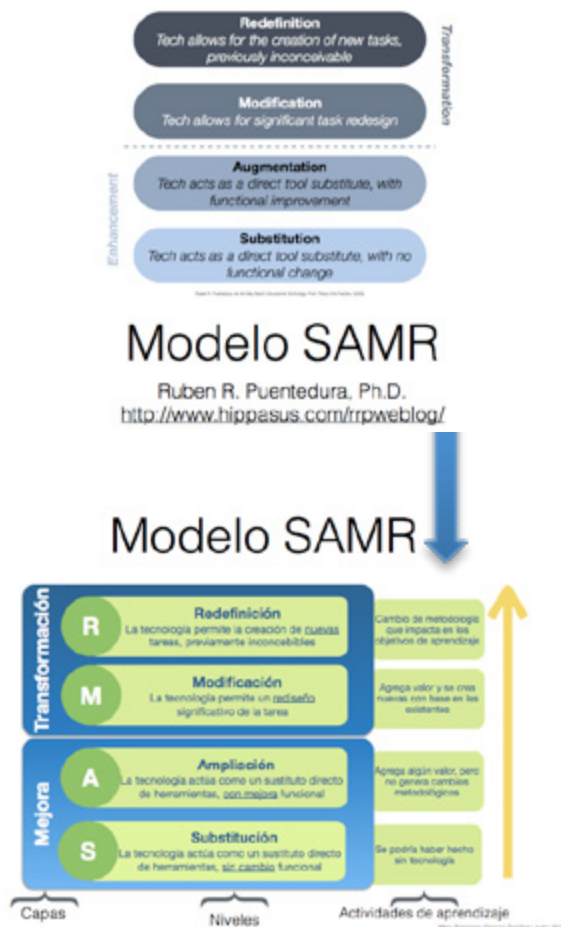 Redefinition
Tech allows for the creation of new tasks,
previously inconceivable
Modification
Tech allows for significant task redesign
Transformation
Augmentation
Tech acts as a direct tool substitute, with
functional improvement
Substitution
Tech acts as a direct tool substitute, with no
functional change
Enhancement
Modelo SAMR
Ruben R. Puentedura, Ph.D.
http://www.hippasus.com/rrpweblog/
Modelo SAMR
Transformación
R
Redefinición
La tecnología permite la creación de nuevas
tareas, previamente inconcebibles
Cambio de metodología
que impacta en los
objetivos de aprendizaje
M
Modificación
La tecnología permite un rediseño
significativo de la tarea
Agrega valor y se crea
nuevas con base en las
existentes
Mejora
A
Ampliación
La tecnología actúa como un sustituto directo
de herramientas, con mejora funcional
Agrega algún valor, pero
no genera cambios
metodológicos
S
Substitución
La tecnología actúa como un sustituto directo
de herramientas, sin cambio funcional
Se podría haber hecho
sin tecnología
Capas
Niveles
Actividades de aprendizaje